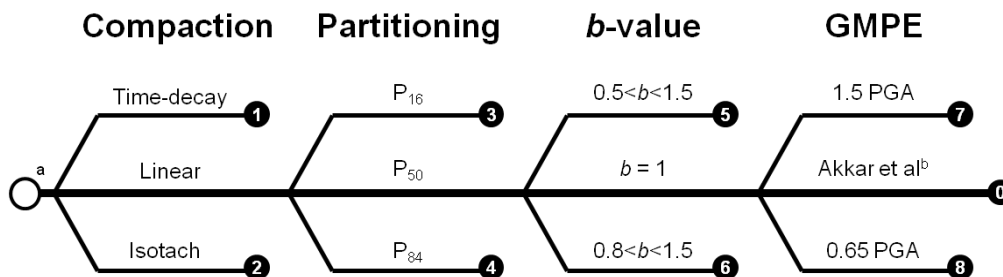 Compaction Partitioning b-value GMPE
Time-decay 1 P16 3 0.5<b<1.5 5 1.5 PGA 7
a Linear P50 b = 1 Akkar et alb 0
Isotach 2 P84 4 0.8<b<1.5 6 0.65 PGA 8